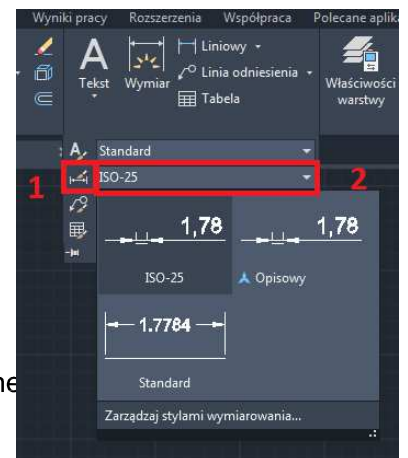 Wyniki pracy Rozszerzenia Współpraca Polecane aplik
A
Tekst
Wymiar
Liniowy
Linia odniesienia
Tabela
Właściwości
warstwy
Standard
1 ISO-25 2
1,78 1,78
ISO-25 Opisowy
1.7784
Standard
Zarządzaj stylami wymiarowania...
ne